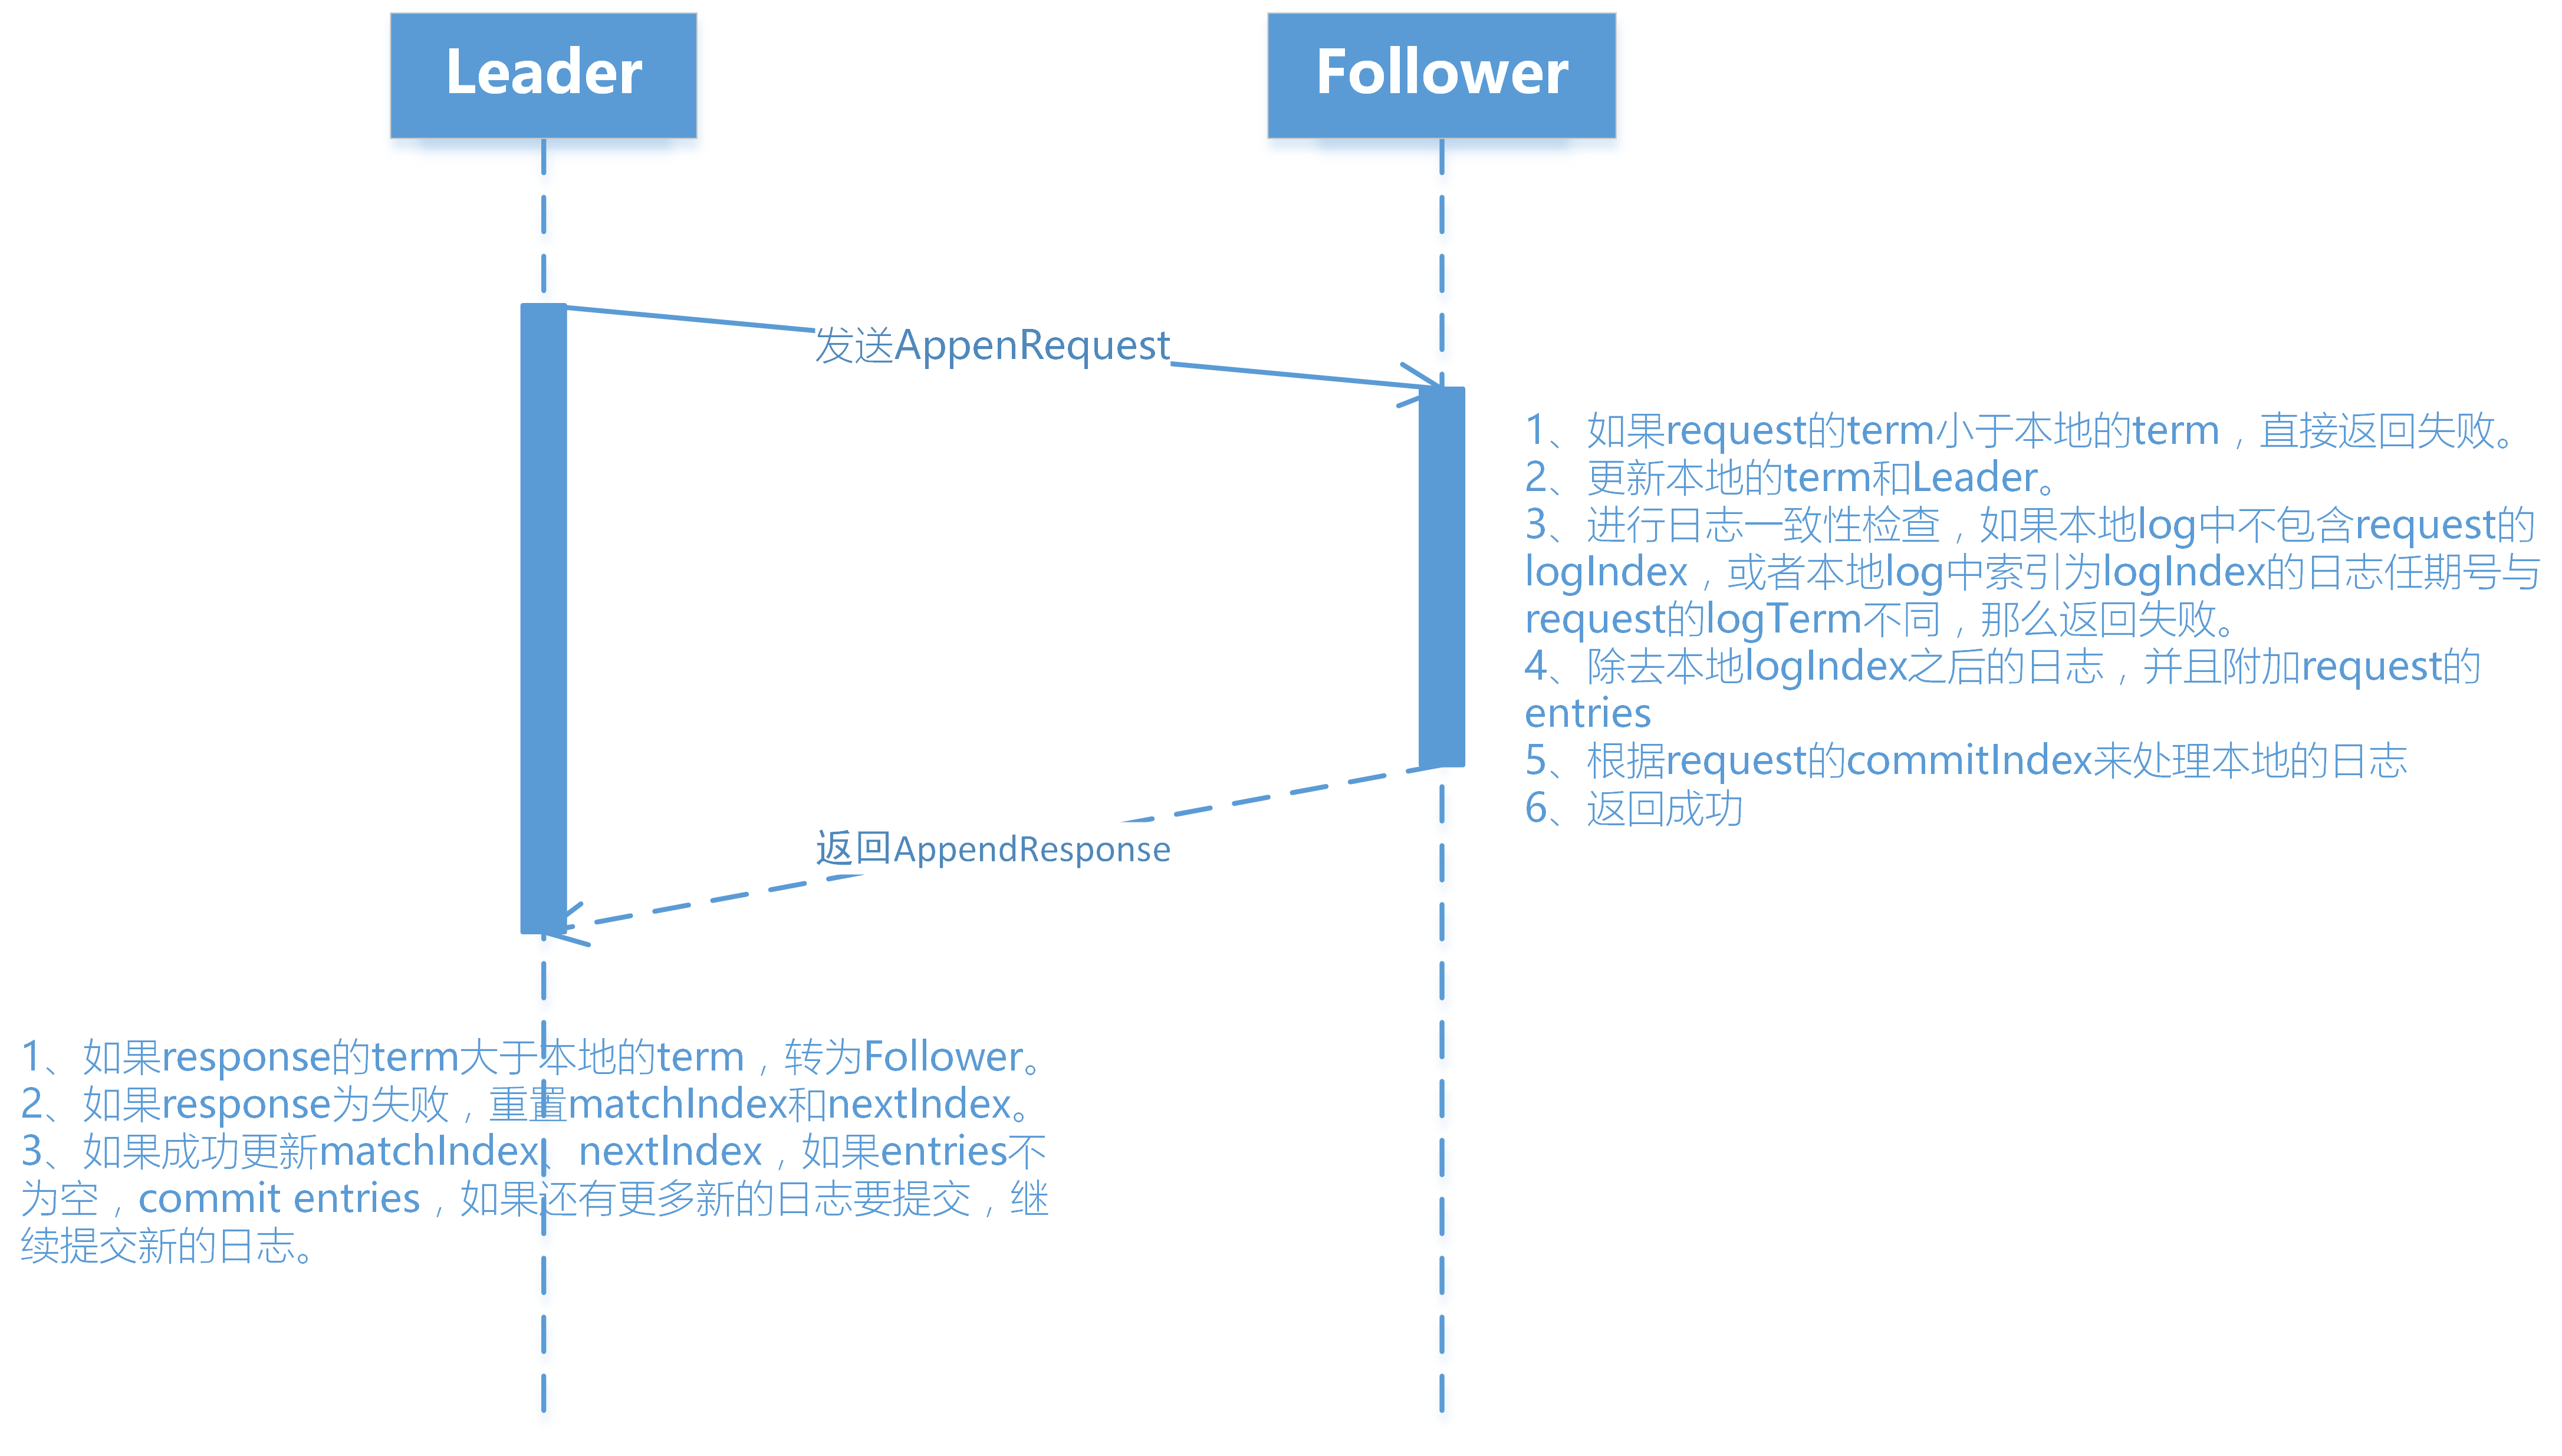 Leader
Follower
发送AppenRequest
1、如果request的term小于本地的term，直接返回失败。
2、更新本地的term和Leader。
3、进行日志一致性检查，如果本地log中不包含request的
logIndex，或者本地log中索引为logIndex的日志任期号与
request的logTerm不同，那么返回失败。
4、除去本地logIndex之后的日志，并且附加request的
entries
5、根据request的commitIndex来处理本地的日志
6、返回成功
返回AppendResponse
1、如果response的term大于本地的term，转为Follower。
2、如果response为失败，重置matchIndex和nextIndex。
3、如果成功更新matchIndex、nextIndex，如果entries不
为空，commit entries，如果还有更多新的日志要提交，继
续提交新的日志。